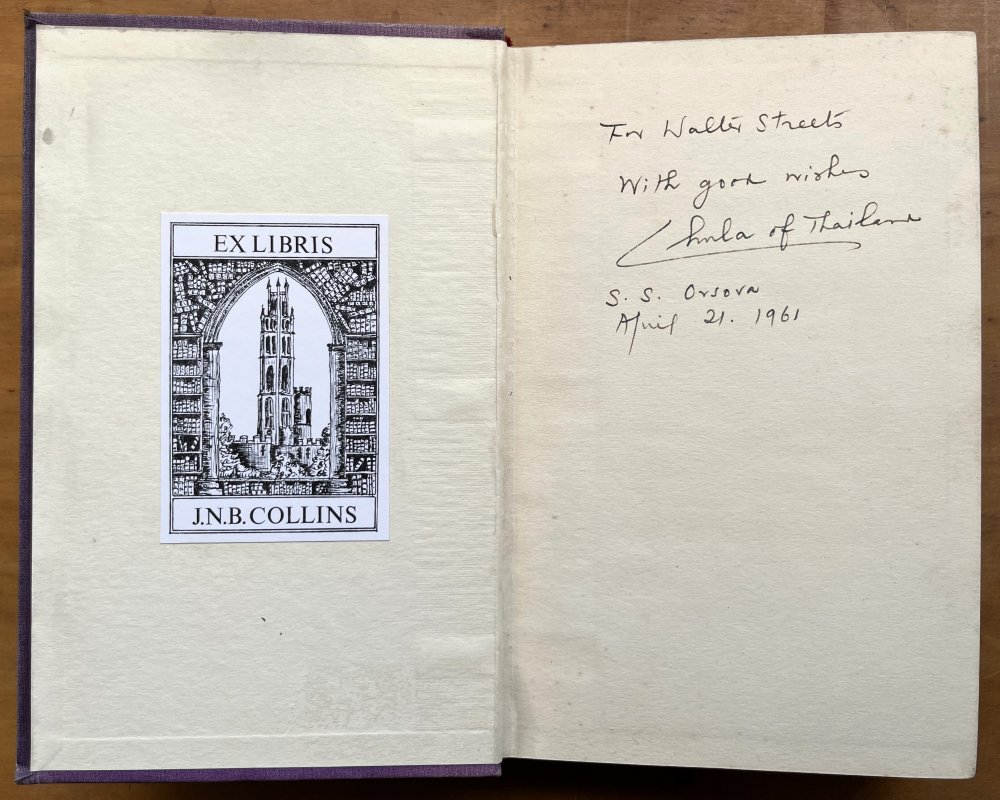 EX LIBRIS
J.N.B. COLLINS
For Walter Streets
With good wishes
Chula of Thailand
S. S. Orsova
April 21. 1961